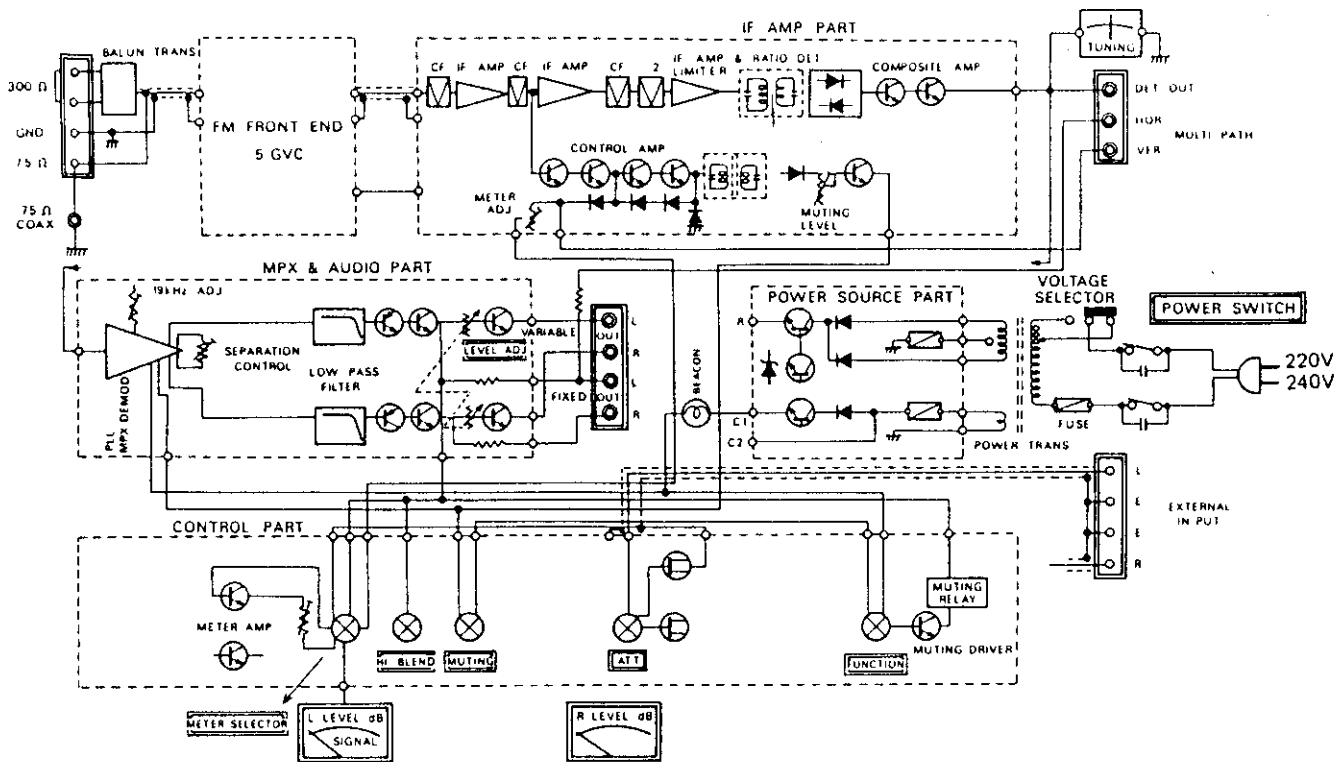 IF AMP PART
BALUN TRANS
300 Ω
GND
75 Ω
75 Ω
COAX
FM FRONT END
5 GVC
CF
IF AMP
CF
IF AMP
CF
2
IF AMP & RATIO DET
LIMITER
COMPOSITE AMP
TUNING
DET OUT
HOR
VER
MULTI PATH
CONTROL AMP
METER
ADJ
MUTING
LEVEL
MPX & AUDIO PART
19kHz ADJ
SEPARATION
CONTROL
LOW PASS
FILTER
PLL
MPX DEMOD
LEVEL ADJ
VARIABLE
OUT
FIXED OUT
L
R
L
R
BEACON
POWER SOURCE PART
R
C1
C2
POWER TRANS
VOLTAGE
SELECTOR
FUSE
POWER SWITCH
220V
240V
L
E
E
R
EXTERNAL
IN PUT
CONTROL PART
METER AMP
HI BLEND
MUTING
ATT
FUNCTION
MUTING
RELAY
MUTING DRIVER
METER SELECTOR
L LEVEL dB
SIGNAL
R LEVEL dB